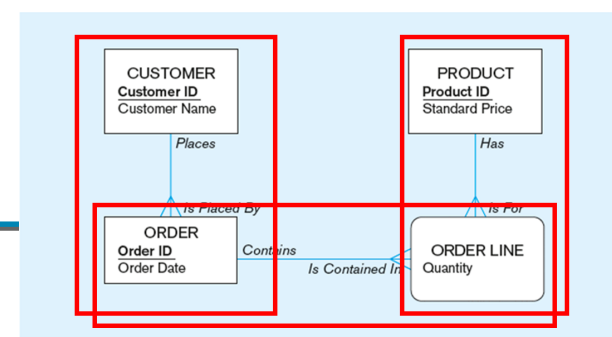 CUSTOMER
Customer ID
Customer Name
PRODUCT
Product ID
Standard Price
Places
Has
Is Placed By
Is For
ORDER
Order ID
Order Date
Contains
Is Contained In
ORDER LINE
Quantity